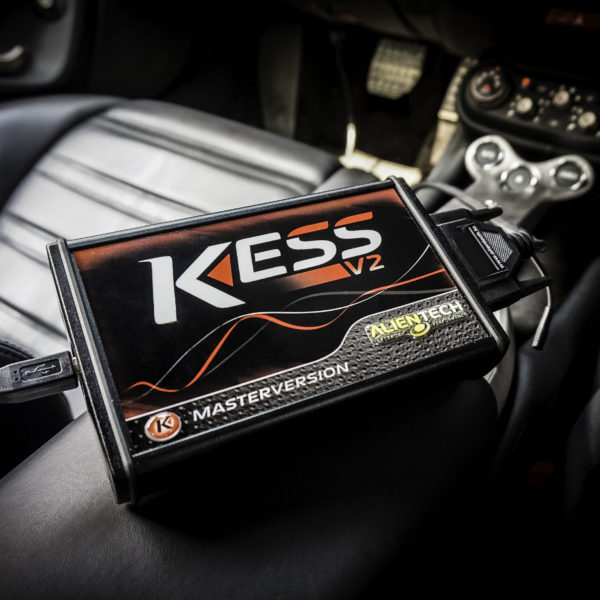 KESS
V2
ALIENTECH
MASTERVERSION
K